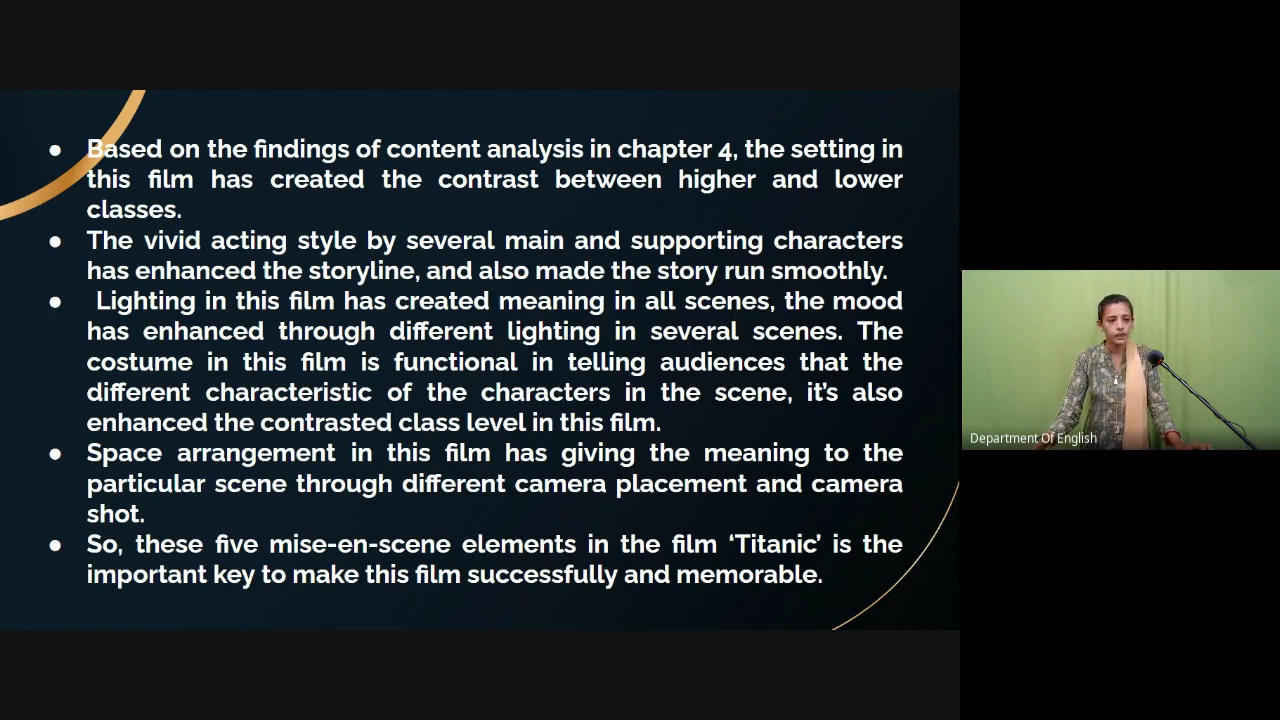 ● Based on the findings of content analysis in chapter 4, the setting in
this film has created the contrast between higher and lower
classes.
● The vivid acting style by several main and supporting characters
has enhanced the storyline, and also made the story run smoothly.
● Lighting in this film has created meaning in all scenes, the mood
has enhanced through different lighting in several scenes. The
costume in this film is functional in telling audiences that the
different characteristic of the characters in the scene, it’s also
enhanced the contrasted class level in this film.
● Space arrangement in this film has giving the meaning to the
particular scene through different camera placement and camera
shot.
● So, these five mise-en-scene elements in the film ‘Titanic’ is the
important key to make this film successfully and memorable.
Department Of English